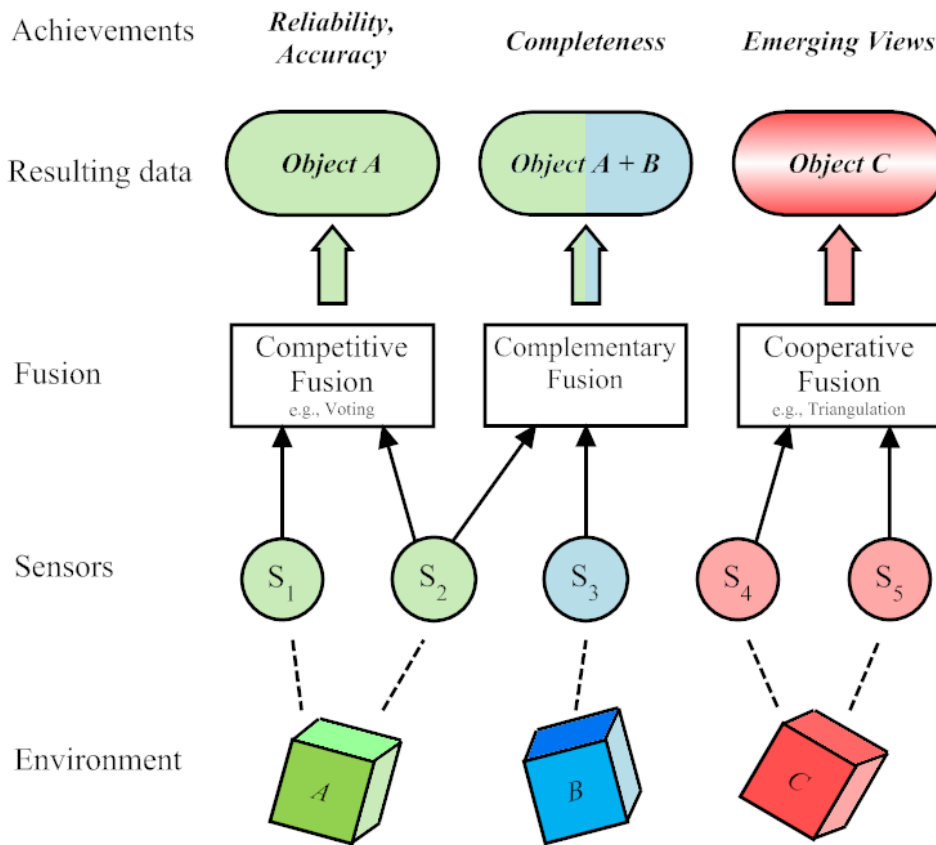 Achievements
Reliability,
Accuracy
Completeness
Emerging Views
Resulting data
Object A
Object A + B
Object C
Fusion
Competitive
Fusion
e.g., Voting
Complementary
Fusion
Cooperative
Fusion
e.g., Triangulation
Sensors
S1
S2
S3
S4
S5
Environment
A
B
C